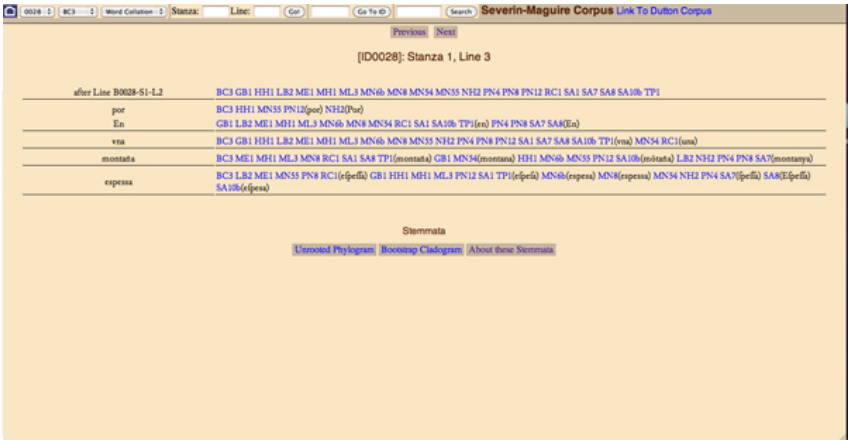 0028 BC3 Word Collation Stanza: Line: Go! Go To ID Search Severin-Maguire Corpus Link To Dutton Corpus
Previous Next
[ID0028]: Stanza 1, Line 3
after Line B0028-S1-L2 BC3 GB1 HH1 LB2 ME1 MH1 ML3 MN6b MN8 MN54 MN55 NH2 PN4 PN8 PN12 RC1 SA1 SA7 SA8 SA10b TP1
por BC3 HH1 MN55 PN12(por) NH2(Por)
En GB1 LB2 ME1 MH1 ML3 MN6b MN8 MN54 RC1 SA1 SA10b TP1(en) PN4 PN8 SA7 SA8(En)
vna BC3 GB1 HH1 LB2 ME1 MH1 ML3 MN6b MN8 MN55 NH2 PN4 PN8 PN12 SA1 SA7 SA8 SA10b TP1(vna) MN54 RC1(una)
montaña BC3 ME1 MH1 ML3 MN8 RC1 SA1 SA8 TP1(montaña) GB1 MN54(montana) HH1 MN6b MN55 PN12 SA10b(mõtaña) LB2 NH2 PN4 PN8 SA7(montanya)
espessa BC3 LB2 ME1 MN55 PN8 RC1(eſpeſſa) GB1 HH1 MH1 ML3 PN12 SA1 TP1(eſpeſa) MN6b(espesa) MN8(espessa) MN54 NH2 PN4 SA7(ſpeſſa) SA8(Eſpeſſa)
SA10b(eſpesa)
Stemmata
Unrooted Phylogram Bootstrap Cladogram About these Stemmata